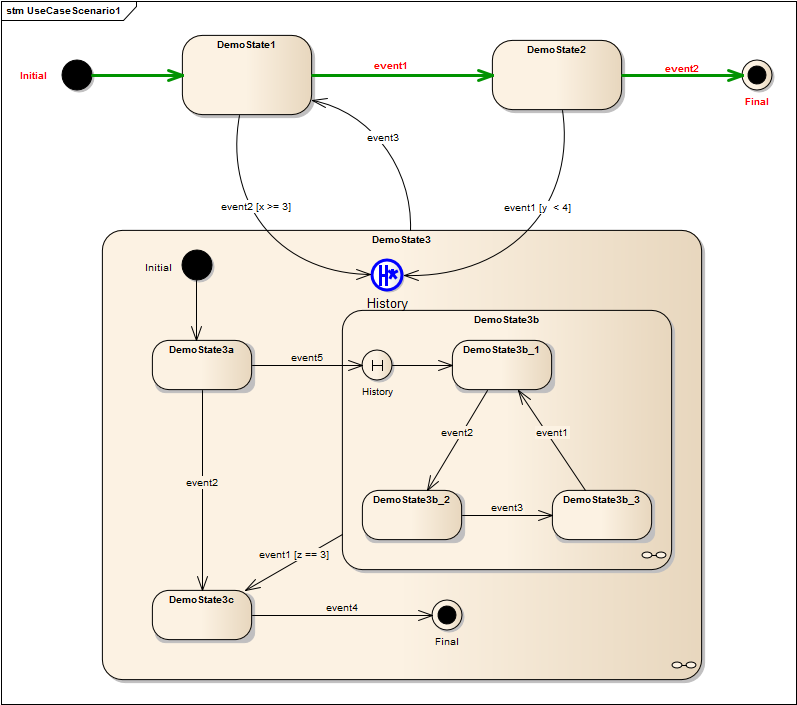 stm UseCaseScenario1
DemoState1
DemoState2
Initial
event1
event2
Final
event3
event2 [x >= 3]
event1 [y  < 4]
DemoState3
Initial
H*
History
DemoState3b
DemoState3a
event5
H
History
DemoState3b_1
event2
event1
event2
DemoState3b_2
event3
DemoState3b_3
event1 [z == 3]
DemoState3c
event4
Final